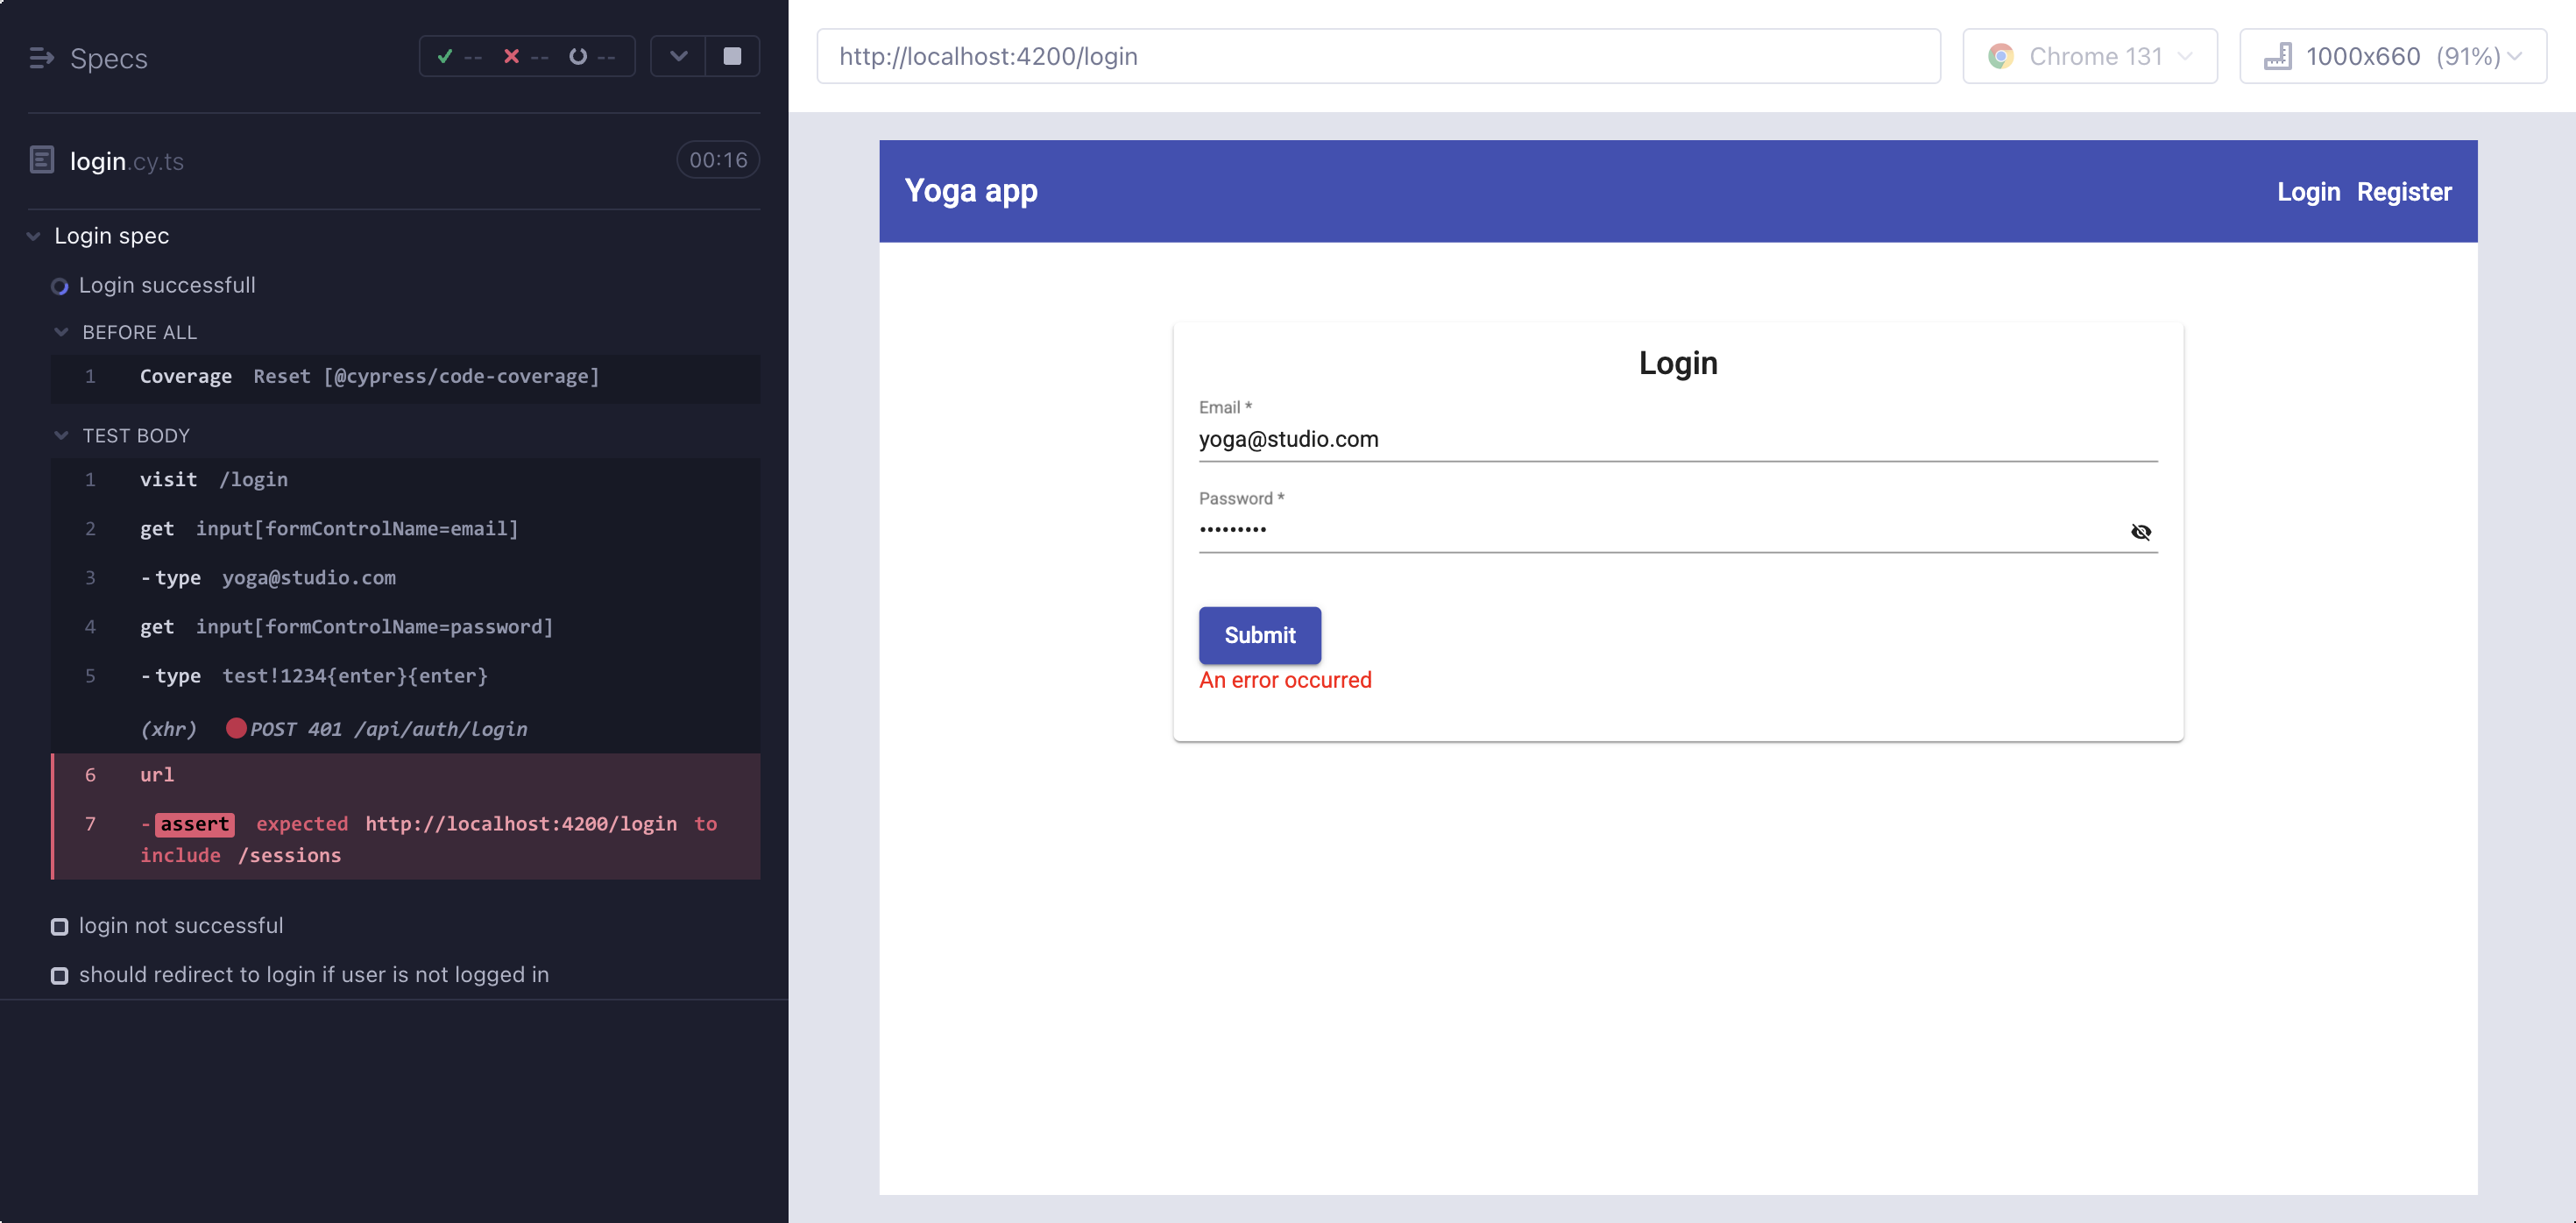 Specs
-- -- --
login.cy.ts
00:16
Login spec
Login successfull
BEFORE ALL
1 Coverage Reset [@cypress/code-coverage]
TEST BODY
1 visit /login
2 get input[formControlName=email]
3 -type yoga@studio.com
4 get input[formControlName=password]
5 -type test!1234{enter}{enter}
(xhr) POST 401 /api/auth/login
6 url
7 -assert expected http://localhost:4200/login to
include /sessions
login not successful
should redirect to login if user is not logged in
http://localhost:4200/login
Chrome 131
1000x660 (91%)
Yoga app
Login Register
Login
Email *
yoga@studio.com
Password *
•••••••••
Submit
An error occurred